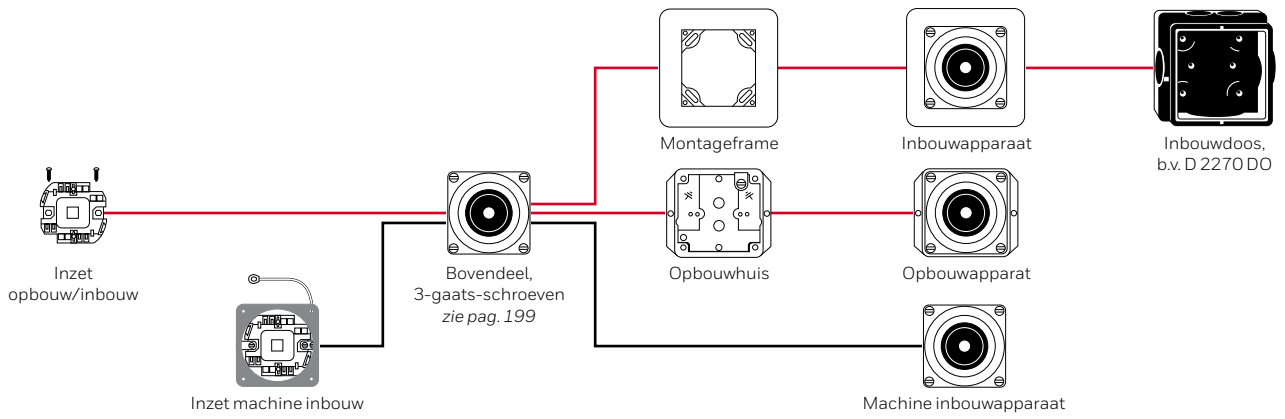 Montageframe
Inbouwapparaat
Inbouwdoos,
b.v. D 2270 DO
Inzet
opbouw/inbouw
Bovendeel,
3-gaats-schroeven
zie pag. 199
Opbouwhuis
Opbouwapparat
Inzet machine inbouw
Machine inbouwapparaat